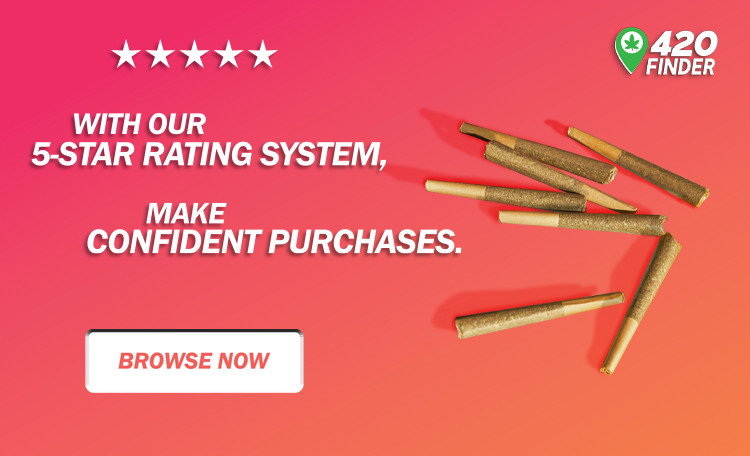 420
FINDER
WITH OUR
5-STAR RATING SYSTEM,
MAKE
CONFIDENT PURCHASES.
BROWSE NOW